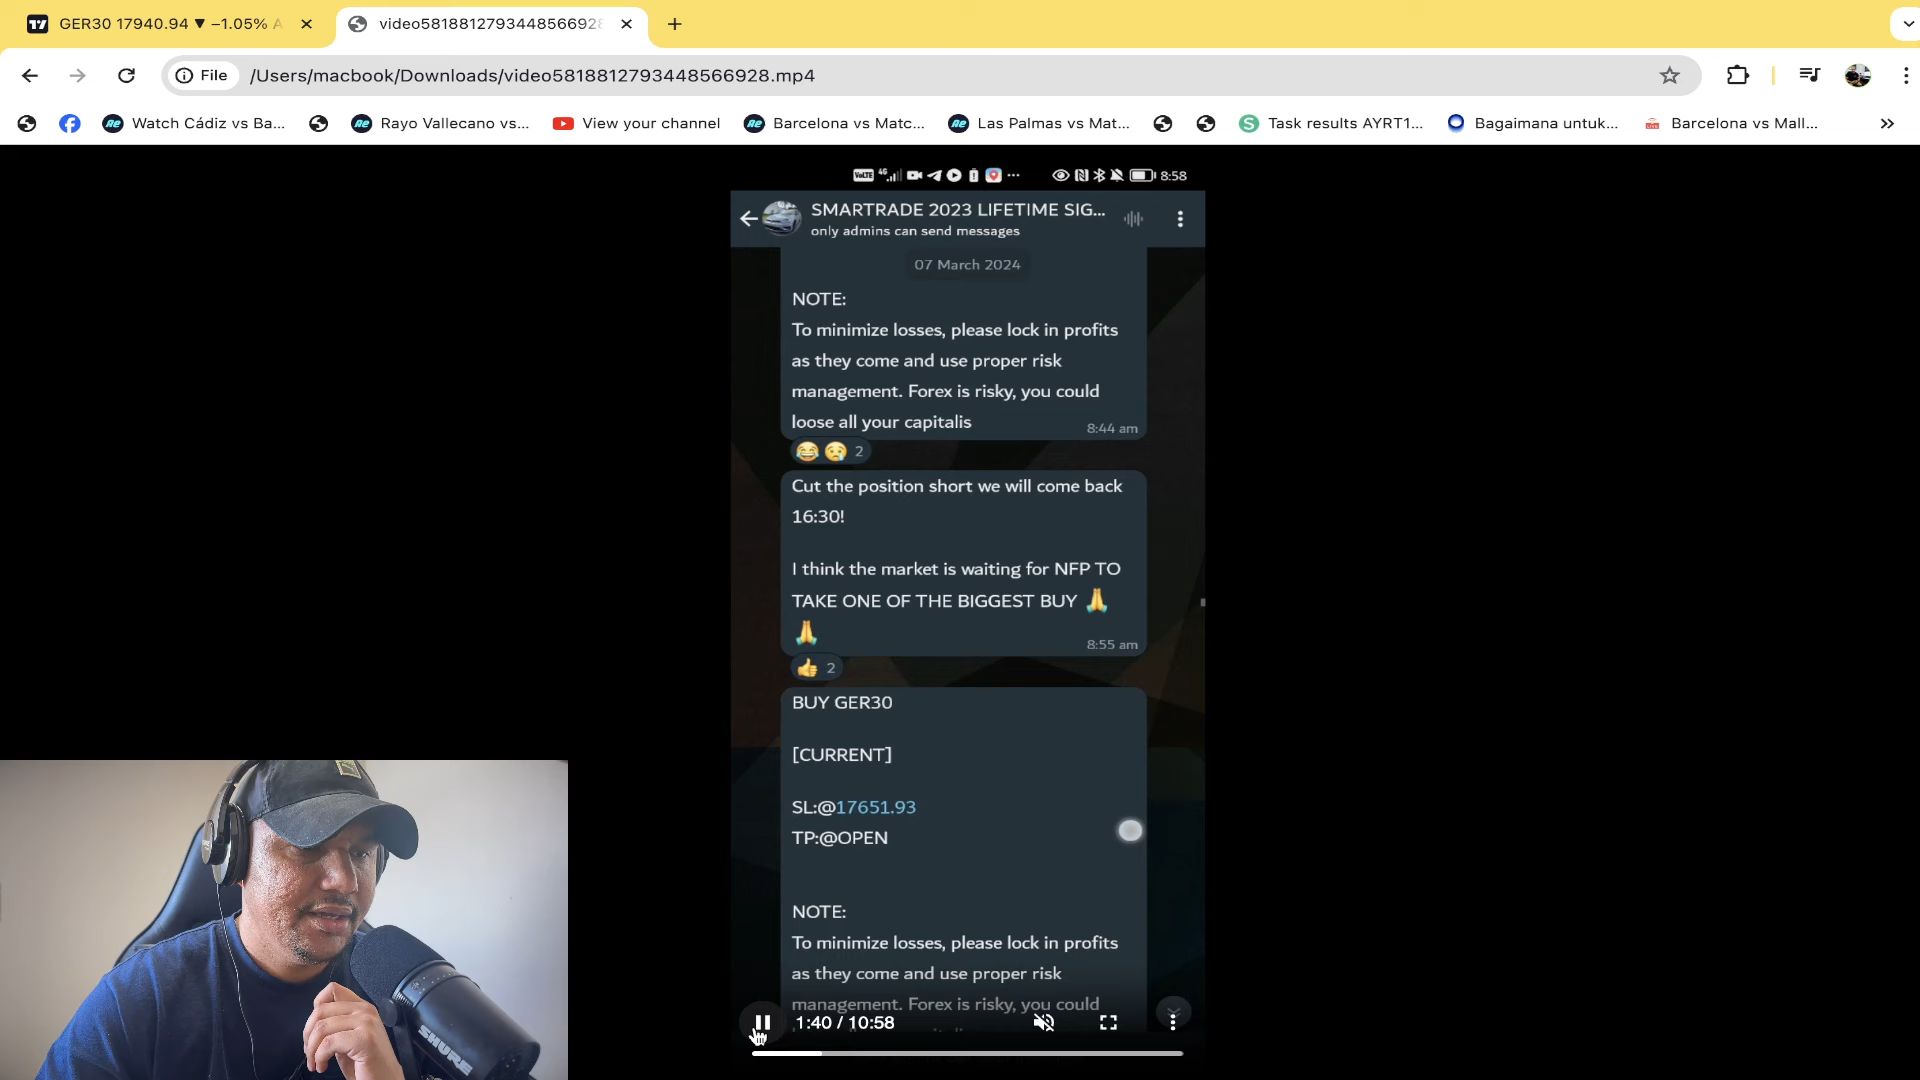 GER30 17940.94 ▼ −1.05% A
video5818812793448566928
File
/Users/macbook/Downloads/video5818812793448566928.mp4
Watch Cádiz vs Ba...
Rayo Vallecano vs...
View your channel
Barcelona vs Matc...
Las Palmas vs Mat...
Task results AYRT1...
Bagaimana untuk...
Barcelona vs Mall...
VoLTE 4G 8:58
SMARTRADE 2023 LIFETIME SIG...
only admins can send messages
07 March 2024
NOTE:
To minimize losses, please lock in profits
as they come and use proper risk
management. Forex is risky, you could
loose all your capitalis
8:44 am
😂😢 2
Cut the position short we will come back
16:30!
I think the market is waiting for NFP TO
TAKE ONE OF THE BIGGEST BUY 🙏
🙏
8:55 am
👍 2
BUY GER30
[CURRENT]
SL:@17651.93
TP:@OPEN
NOTE:
To minimize losses, please lock in profits
as they come and use proper risk
management. Forex is risky, you could
1:40 / 10:58
SHURE